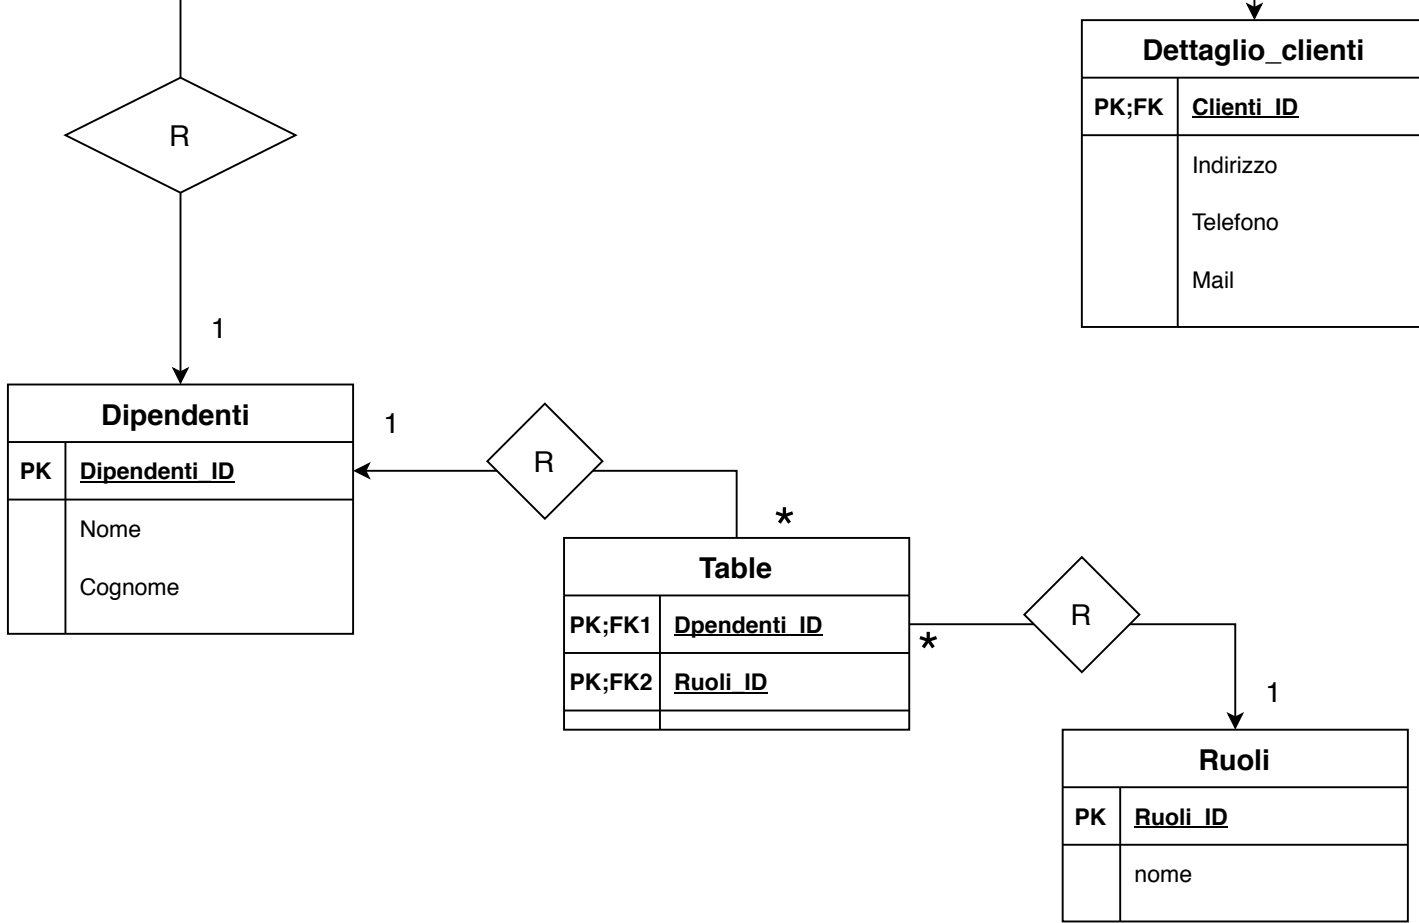 Dettaglio_clienti
PK;FK Clienti_ID
Indirizzo
Telefono
Mail
R
1
Dipendenti
PK Dipendenti_ID
Nome
Cognome
1
R
*
Table
PK;FK1 Dpendenti_ID
PK;FK2 Ruoli_ID
*
R
1
Ruoli
PK Ruoli_ID
nome